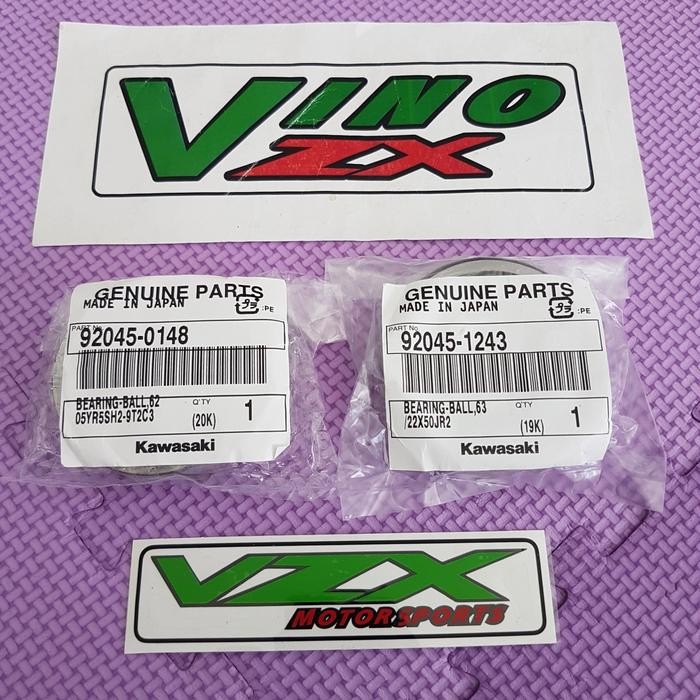 VINO
ZX
GENUINE PARTS
MADE IN JAPAN
:PE
PART No.
92045-0148
BEARING-BALL,62
05YR5SH2-9T2C3
Q'TY
(20K)
1
Kawasaki
GENUINE PARTS
MADE IN JAPAN
:PE
PART No.
92045-1243
BEARING-BALL,63
/22X50JR2
Q'TY
(19K)
1
Kawasaki
VZX
MOTORSPORTS